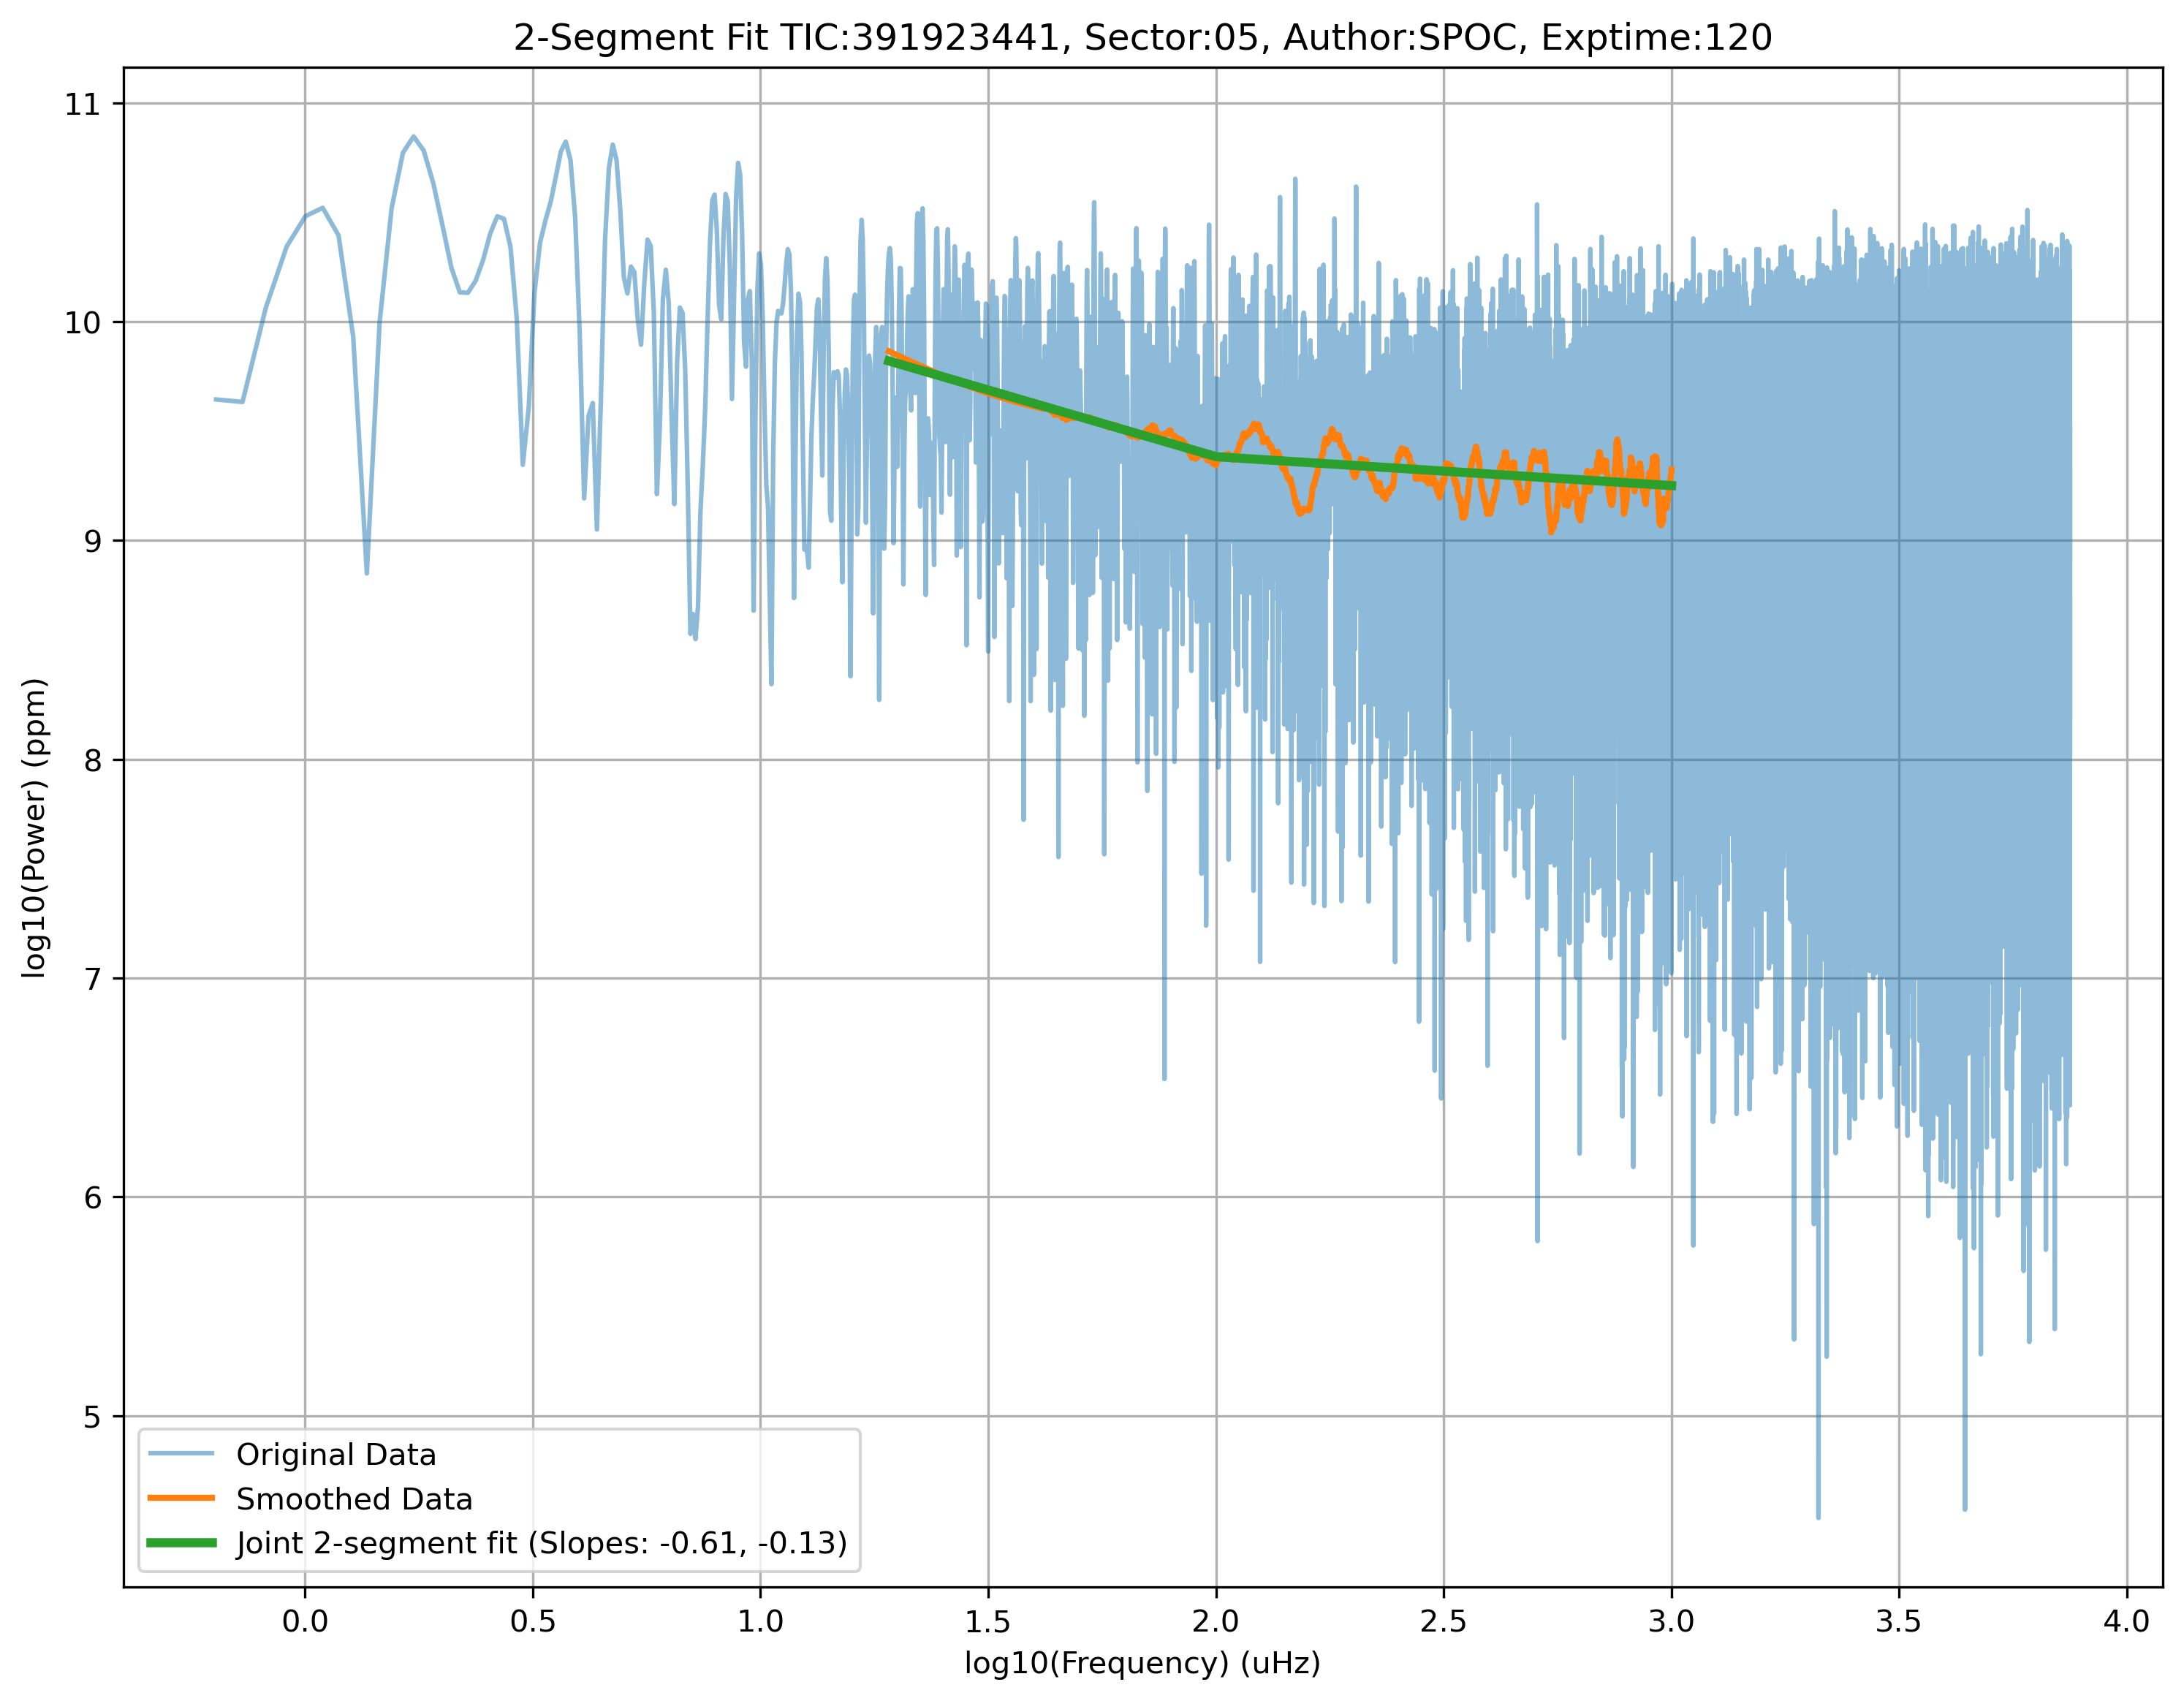 2-Segment Fit TIC:391923441, Sector:05, Author:SPOC, Exptime:120
log10(Power) (ppm)
11
10
9
8
7
6
5
Original Data
Smoothed Data
Joint 2-segment fit (Slopes: -0.61, -0.13)
0.0 0.5 1.0 1.5 2.0 2.5 3.0 3.5 4.0
log10(Frequency) (uHz)